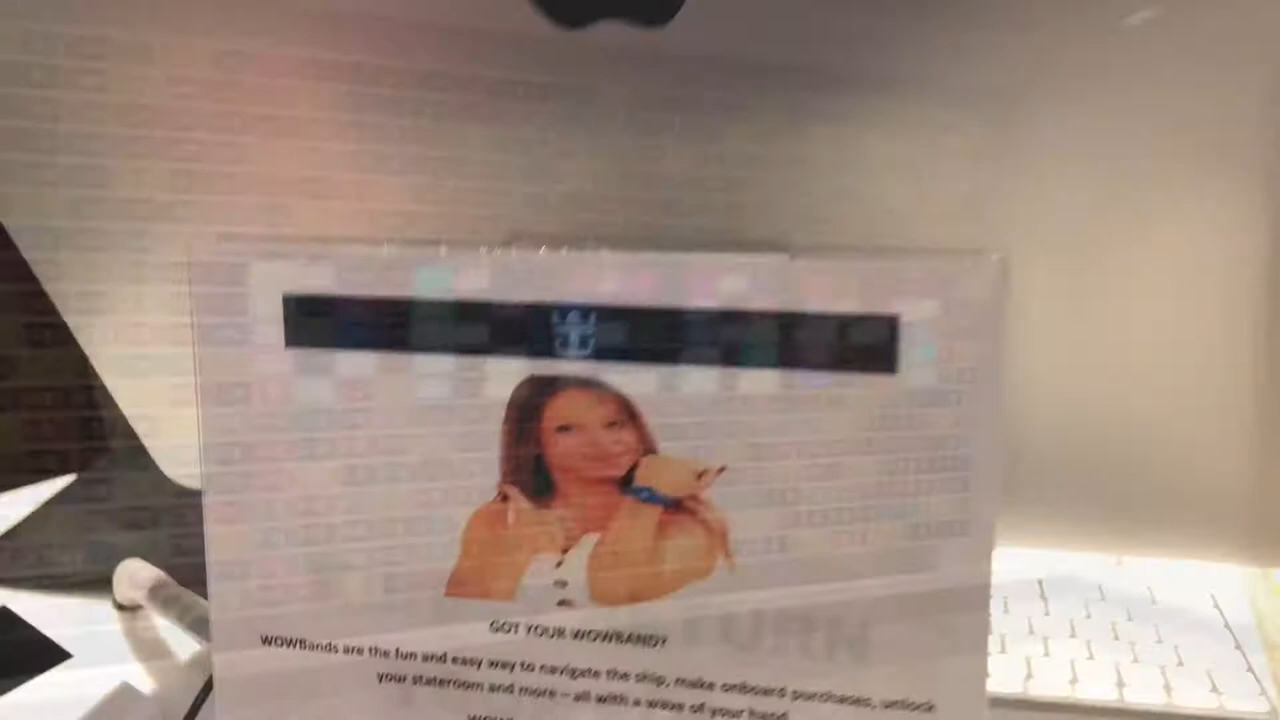 GOT YOUR WOWBAND?
WOWBands are the fun and easy way to navigate the ship, make onboard purchases, unlock
your stateroom and more – all with a wave of your hand.